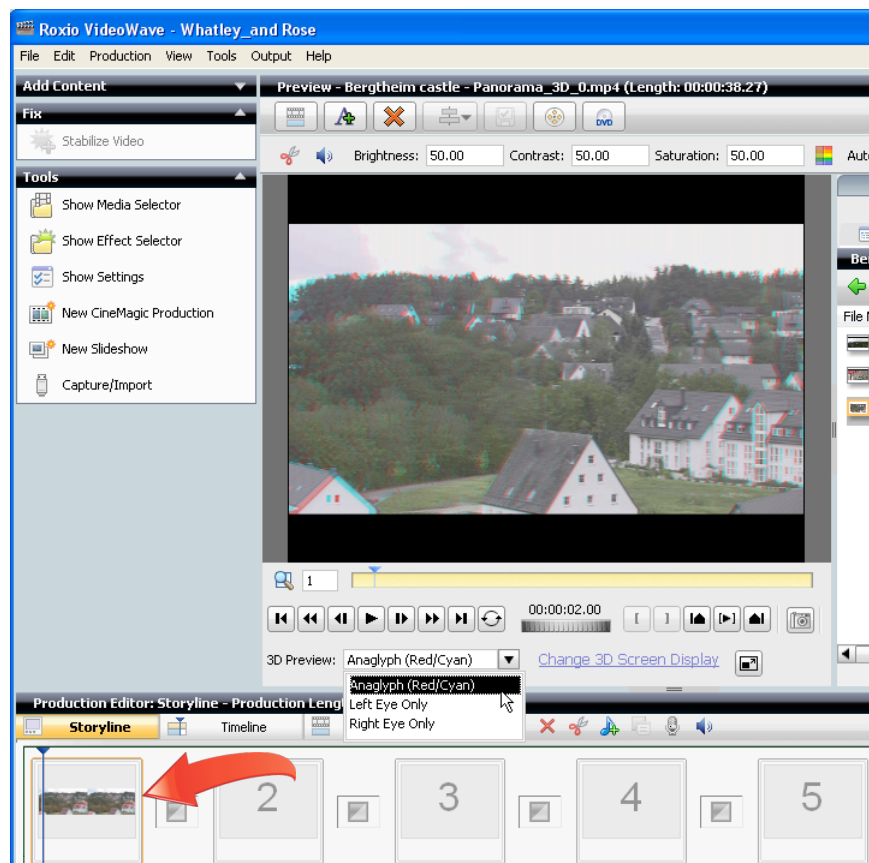 Roxio VideoWave - Whatley_and Rose
File Edit Production View Tools Output Help
Add Content
Preview - Bergtheim castle - Panorama_3D_0.mp4 (Length: 00:00:38.27)
Fix
DVD
Stabilize Video
Brightness: 50.00 Contrast: 50.00 Saturation: 50.00
Tools
Show Media Selector
Show Effect Selector
Show Settings
New CineMagic Production
File
New Slideshow
Capture/Import
1
00:00:02.00
3D Preview: Anaglyph (Red/Cyan) Change 3D Screen Display
Anaglyph (Red/Cyan)
Left Eye Only
Right Eye Only
Production Editor: Storyline - Production
Storyline Timeline
2 3 4 5